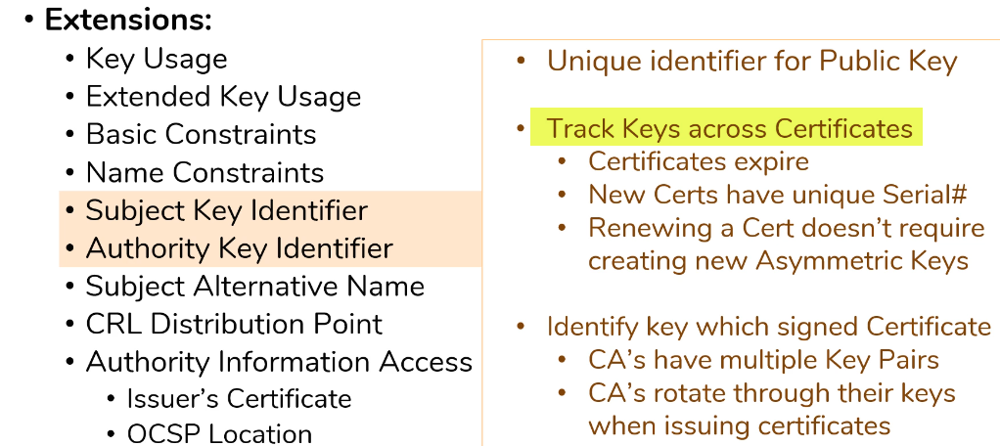 • Extensions:
• Key Usage
• Extended Key Usage
• Basic Constraints
• Name Constraints
• Subject Key Identifier
• Authority Key Identifier
• Subject Alternative Name
• CRL Distribution Point
• Authority Information Access
• Issuer's Certificate
• OCSP Location
• Unique identifier for Public Key
• Track Keys across Certificates
• Certificates expire
• New Certs have unique Serial#
• Renewing a Cert doesn't require
creating new Asymmetric Keys
• Identify key which signed Certificate
• CA's have multiple Key Pairs
• CA's rotate through their keys
when issuing certificates